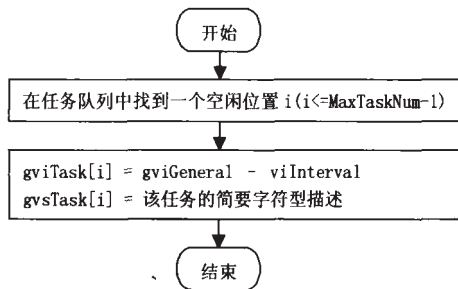 开始
在任务队列中找到一个空闲位置 i(i<=MaxTaskNum-1)
gviTask[i] = gviGeneral - viInterval
gvsTask[i] = 该任务的简要字符型描述
结束